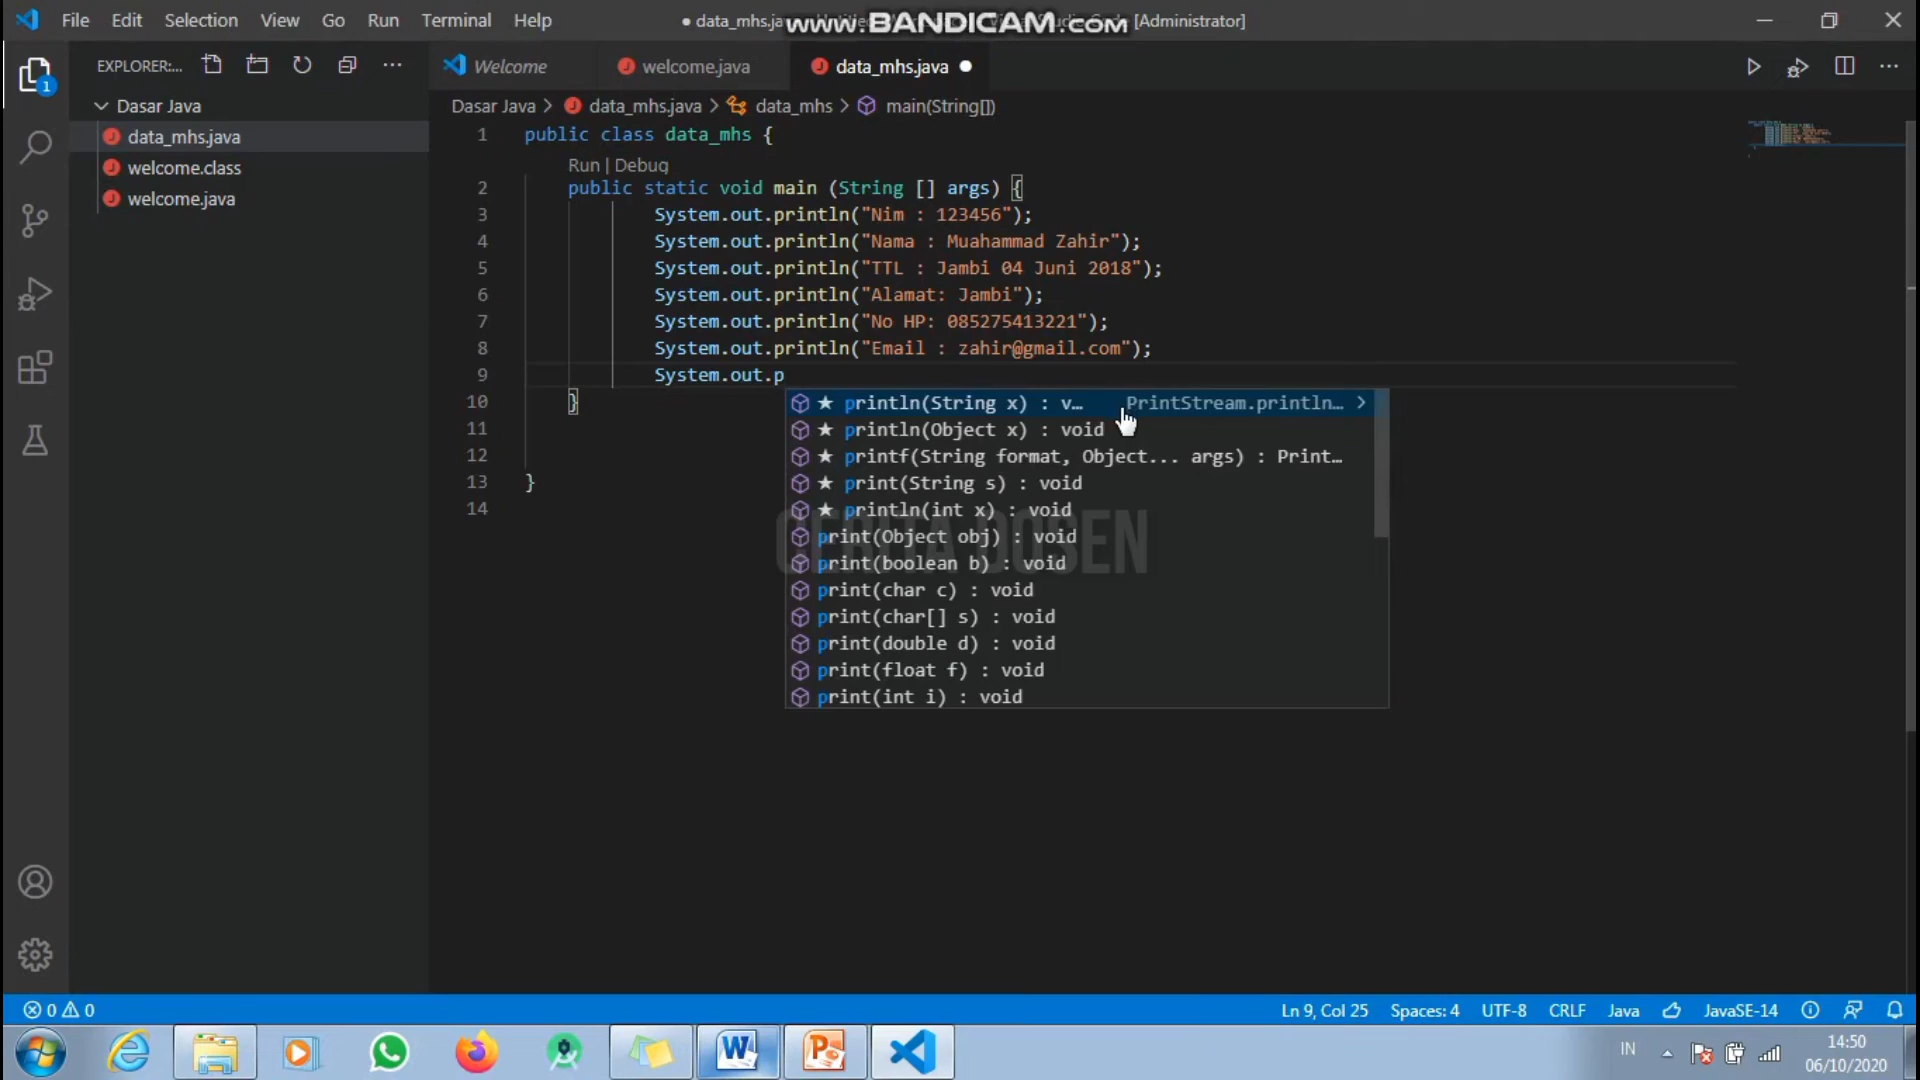 File Edit Selection View Go Run Terminal Help
● data_mhs.ja
www.BANDICAM.com
[Administrator]
EXPLORER:...
Welcome
welcome.java
data_mhs.java ●
Dasar Java
data_mhs.java
welcome.class
welcome.java
1
Dasar Java > data_mhs.java > data_mhs > main(String[])
1 public class data_mhs {
Run | Debug
2 public static void main (String [] args) {
3 System.out.println("Nim : 123456");
4 System.out.println("Nama : Muahammad Zahir");
5 System.out.println("TTL : Jambi 04 Juni 2018");
6 System.out.println("Alamat: Jambi");
7 System.out.println("No HP: 085275413221");
8 System.out.println("Email : zahir@gmail.com");
9 System.out.p
10 }
11
12
13 }
14
println(String x) : v... PrintStream.println...
println(Object x) : void
printf(String format, Object... args) : Print...
print(String s) : void
println(int x) : void
print(Object obj) : void
print(boolean b) : void
print(char c) : void
print(char[] s) : void
print(double d) : void
print(float f) : void
print(int i) : void
CERITA DOSEN
0 0
Ln 9, Col 25 Spaces: 4 UTF-8 CRLF Java JavaSE-14
IN
14:50
06/10/2020